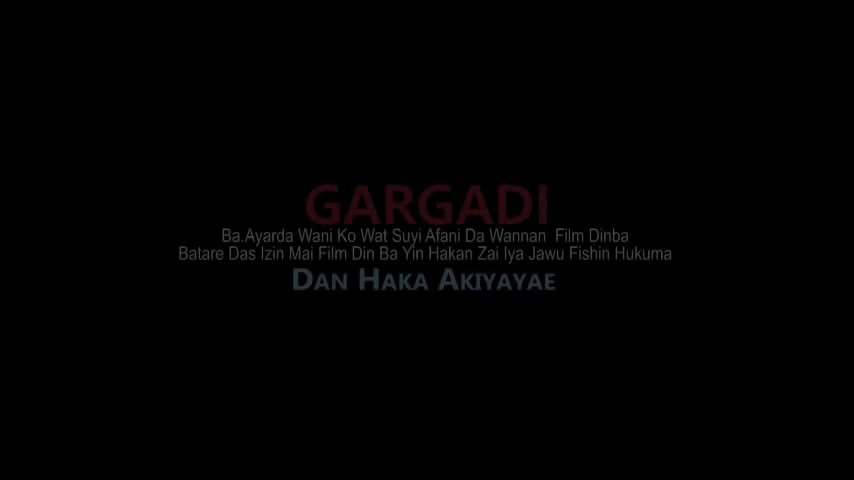 GARGADI
Ba.Ayarda Wani Ko Wat Suyi Afani Da Wannan Film Dinba
Batare Das Izin Mai Film Din Ba Yin Hakan Zai Iya Jawu Fishin Hukuma
DAN HAKA AKIYAYAE